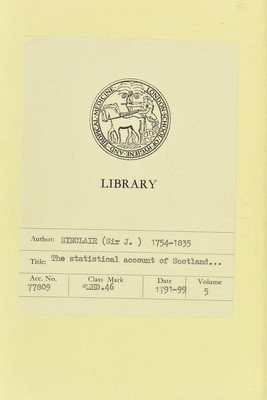 LONDON·SCHOOL·OF·HYGIENE·AND·TROPICAL·MEDICINE·
LIBRARY
Author: SINCLAIR (Sir J. ) 1754-1835
Title: The statistical account of Scotland...
Acc. No. Class Mark Date Volume
77809 *LHD.46 1791-99 5